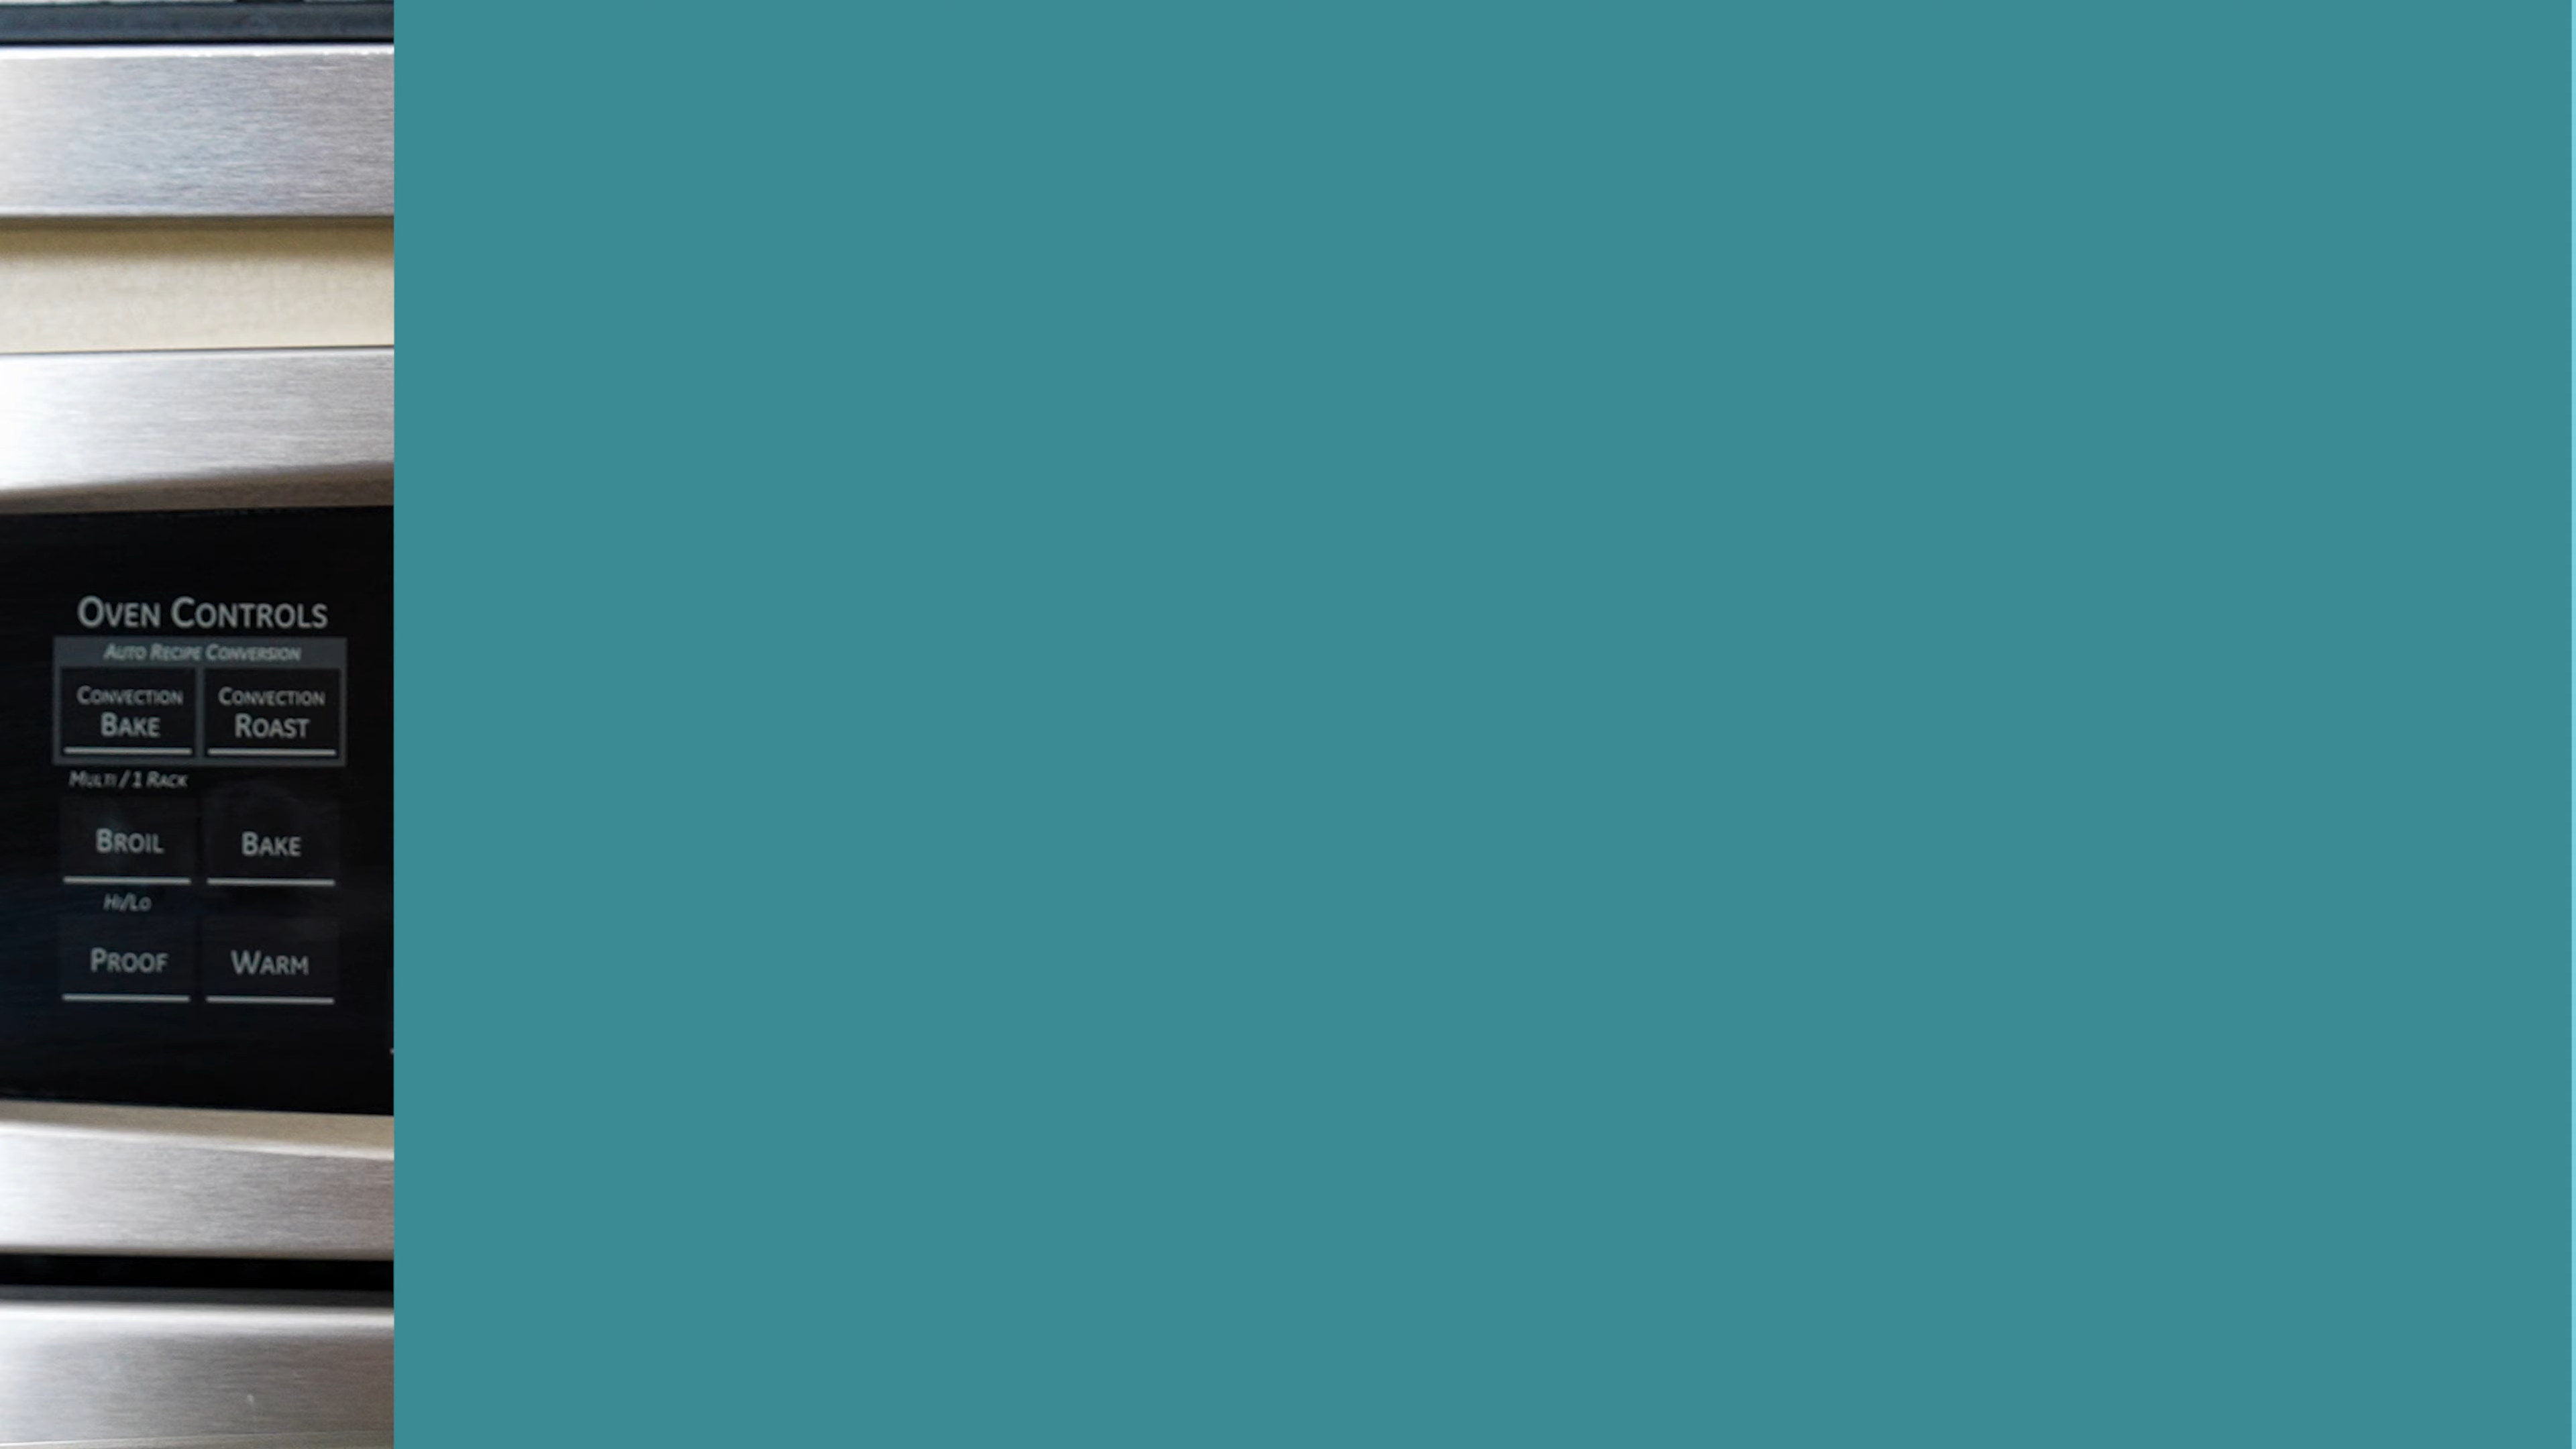 OVEN CONTROLS
AUTO RECIPE CONVERSION
CONVECTION BAKE
CONVECTION ROAST
MULTI / 1 RACK
BROIL
BAKE
HI/LO
PROOF
WARM